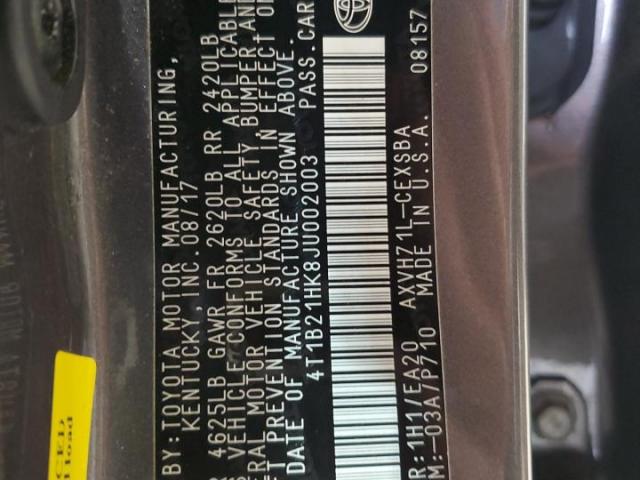 BY: TOYOTA MOTOR MANUFACTURING,
KENTUCKY, INC. 08/17
4625LB GAWR FR 2620LB RR 2420LB
VEHICLE CONFORMS TO ALL APPLICABLE
MOTOR VEHICLE SAFETY, BUMPER AND
PREVENTION STANDARDS IN EFFECT ON
DATE OF MANUFACTURE SHOWN ABOVE.
4T1B21HK8JU002003 PASS.CAR
R:1H1/EA20 AXVH71L-CEXSBA 08157
M:-03A/P710 MADE IN U.S.A.